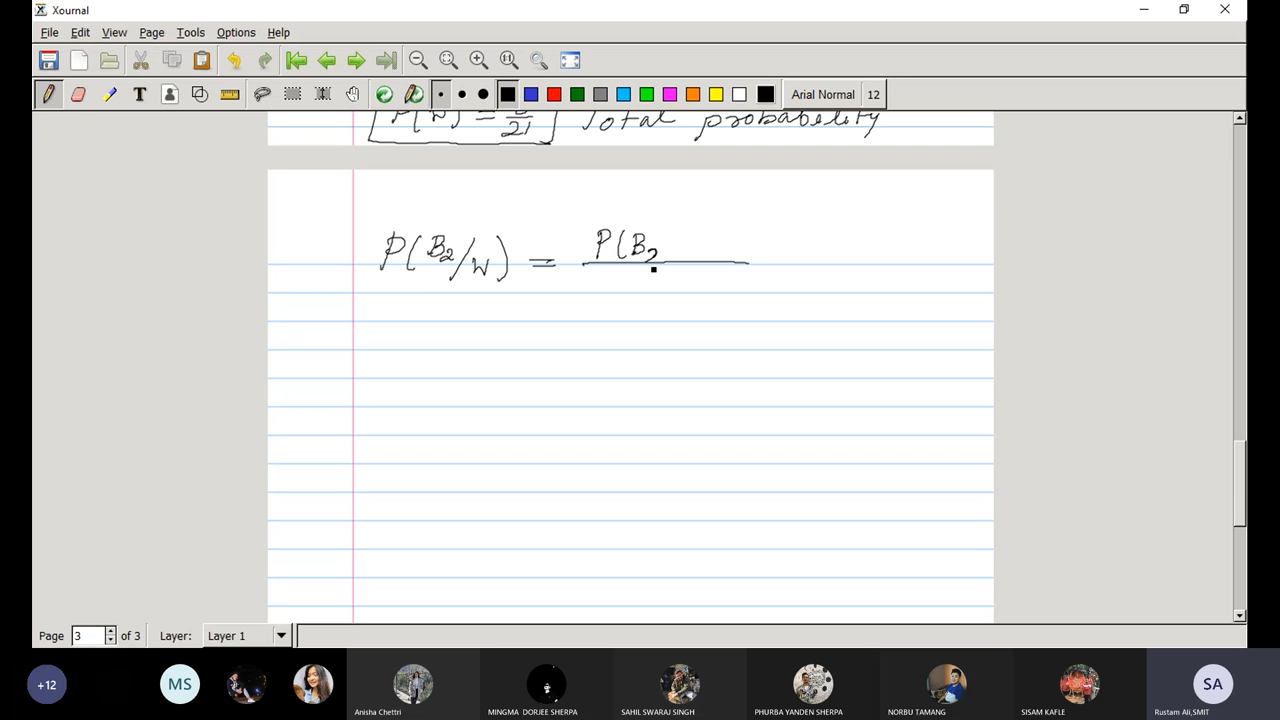 Xournal
File Edit View Page Tools Options Help
Arial Normal 12
21 Total probability
P(B2/W) = P(B2
Page 3 of 3 Layer: Layer 1
+12 MS SA
Anisha Chettri MINGMA DORJEE SHERPA SAHIL SWARAJ SINGH PHURBA YANDEN SHERPA NORBU TAMANG SISAM KAFLE Rustam Ali,SMIT